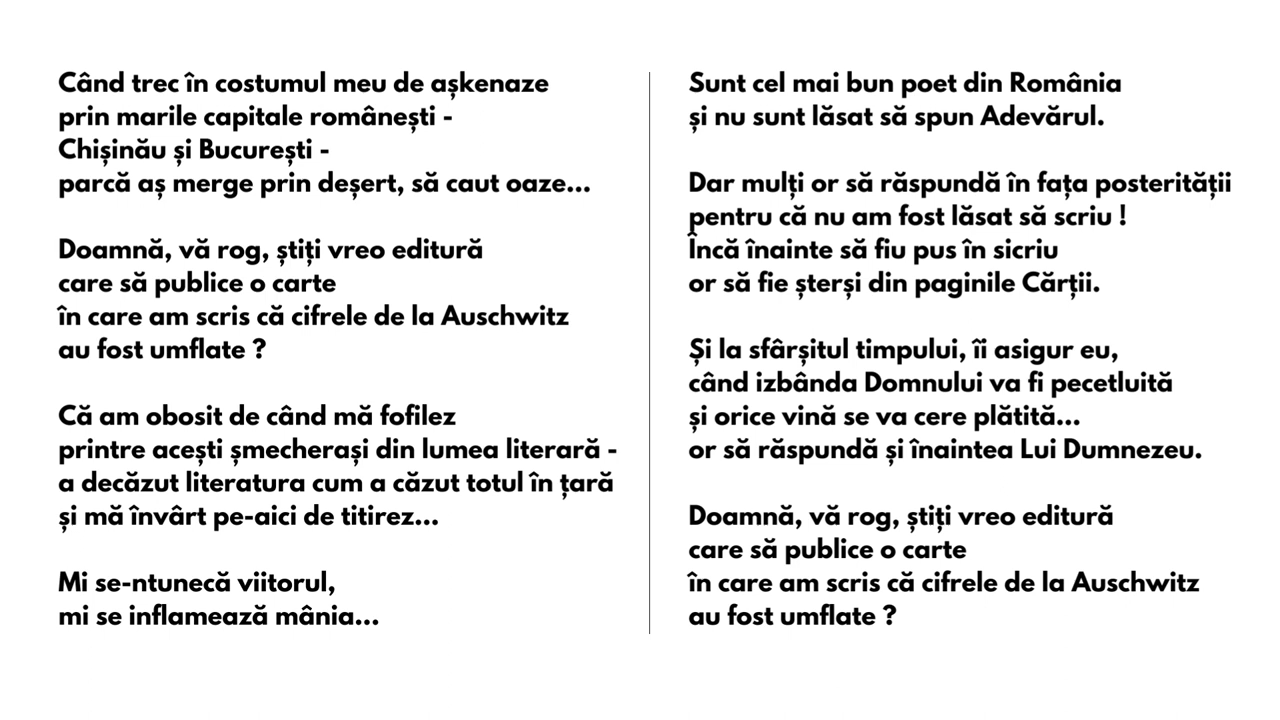 Când trec în costumul meu de așkenaze
prin marile capitale românești -
Chișinău și București -
parcă aș merge prin deșert, să caut oaze...
Doamnă, vă rog, știți vreo editură
care să publice o carte
în care am scris că cifrele de la Auschwitz
au fost umflate ?
Că am obosit de când mă fofilez
printre acești șmecherași din lumea literară -
a decăzut literatura cum a căzut totul în țară
și mă învârt pe-aici de titirez...
Mi se-ntunecă viitorul,
mi se inflamează mânia...
Sunt cel mai bun poet din România
și nu sunt lăsat să spun Adevărul.
Dar mulți or să răspundă în fața posterității
pentru că nu am fost lăsat să scriu !
Încă înainte să fiu pus în sicriu
or să fie șterși din paginile Cărții.
Și la sfârșitul timpului, îi asigur eu,
când izbânda Domnului va fi pecetluită
și orice vină se va cere plătită...
or să răspundă și înaintea Lui Dumnezeu.
Doamnă, vă rog, știți vreo editură
care să publice o carte
în care am scris că cifrele de la Auschwitz
au fost umflate ?